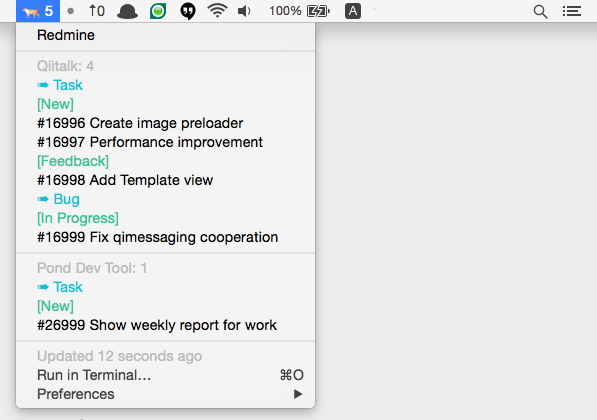 5 ↑0 100% A
Redmine
Qiitalk: 4
➠ Task
[New]
#16996 Create image preloader
#16997 Performance improvement
[Feedback]
#16998 Add Template view
➠ Bug
[In Progress]
#16999 Fix qimessaging cooperation
Pond Dev Tool: 1
➠ Task
[New]
#26999 Show weekly report for work
Updated 12 seconds ago
Run in Terminal... ⌘O
Preferences ▶